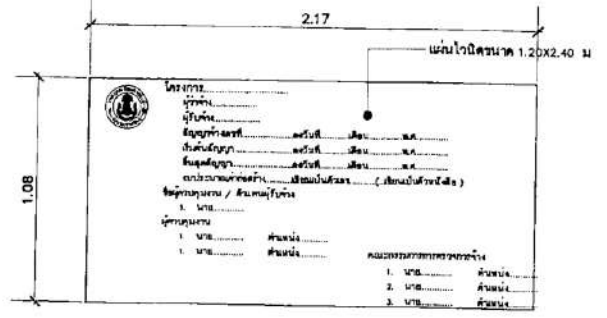 2.17
แผ่นไวนิลขนาด 1.20X2.40 ม
1.08
โครงการ
ผู้ว่าจ้าง
ผู้รับจ้าง
สัญญาจ้างเลขที่ ลงวันที่ เดือน พ.ศ.
เริ่มต้นสัญญา ลงวันที่ เดือน พ.ศ.
สิ้นสุดสัญญา ลงวันที่ เดือน พ.ศ.
งบประมาณค่าก่อสร้าง เขียนเป็นตัวเลข ( เขียนเป็นตัวหนังสือ )
ชื่อผู้ควบคุมงาน / ตัวแทนผู้รับจ้าง
1. นาย
ผู้ควบคุมงาน
1. นาย ตำแหน่ง
1. นาย ตำแหน่ง
คณะกรรมการการตรวจการจ้าง
1. นาย ตำแหน่ง
2. นาย ตำแหน่ง
3. นาย ตำแหน่ง